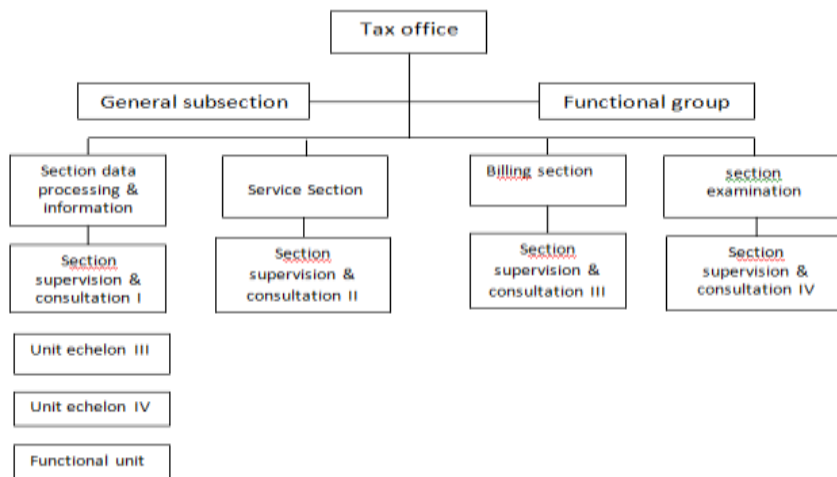 Tax office
General subsection
Functional group
Section data
processing &
information
Service Section
Billing section
section
examination
Section
supervision &
consultation I
Section
supervision &
consultation II
Section
supervision &
consultation III
Section
supervision &
consultation IV
Unit echelon III
Unit echelon IV
Functional unit